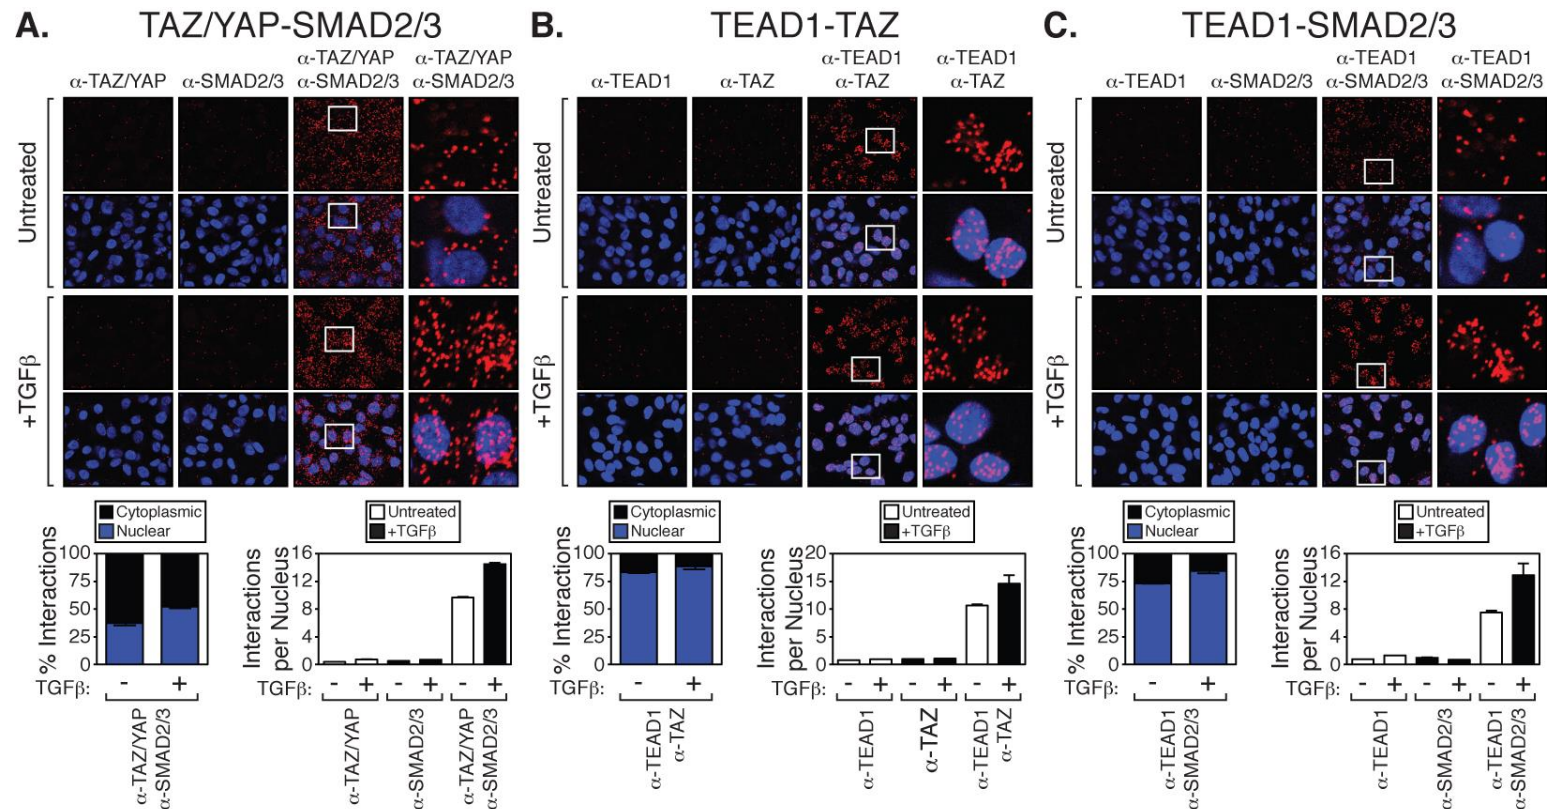 A. TAZ/YAP-SMAD2/3
α-TAZ/YAP α-SMAD2/3 α-TAZ/YAP α-SMAD2/3 α-TAZ/YAP α-SMAD2/3
Untreated
+TGFβ
Cytoplasmic
Nuclear
% Interactions
100
75
50
25
0
TGFβ: - +
α-TAZ/YAP
α-SMAD2/3
Untreated
+TGFβ
Interactions
per Nucleus
16
12
8
4
0
- + - + - +
α-TAZ/YAP
α-SMAD2/3
α-TAZ/YAP
α-SMAD2/3
B. TEAD1-TAZ
α-TEAD1 α-TAZ α-TEAD1 α-TAZ α-TEAD1 α-TAZ
Untreated
+TGFβ
Cytoplasmic
Nuclear
% Interactions
100
75
50
25
0
TGFβ: - +
α-TEAD1
α-TAZ
Untreated
+TGFβ
Interactions
per Nucleus
20
15
10
5
0
TGFβ: - + - + - +
α-TEAD1
α-TAZ
α-TEAD1
α-TAZ
C. TEAD1-SMAD2/3
α-TEAD1 α-SMAD2/3 α-TEAD1 α-SMAD2/3 α-TEAD1 α-SMAD2/3
Untreated
+TGFβ
Cytoplasmic
Nuclear
% Interactions
100
75
50
25
0
TGFβ: - +
α-TEAD1
α-SMAD2/3
Untreated
+TGFβ
Interactions
per Nucleus
16
12
8
4
0
TGFβ: - + - + - +
α-TEAD1
α-SMAD2/3
α-TEAD1
α-SMAD2/3